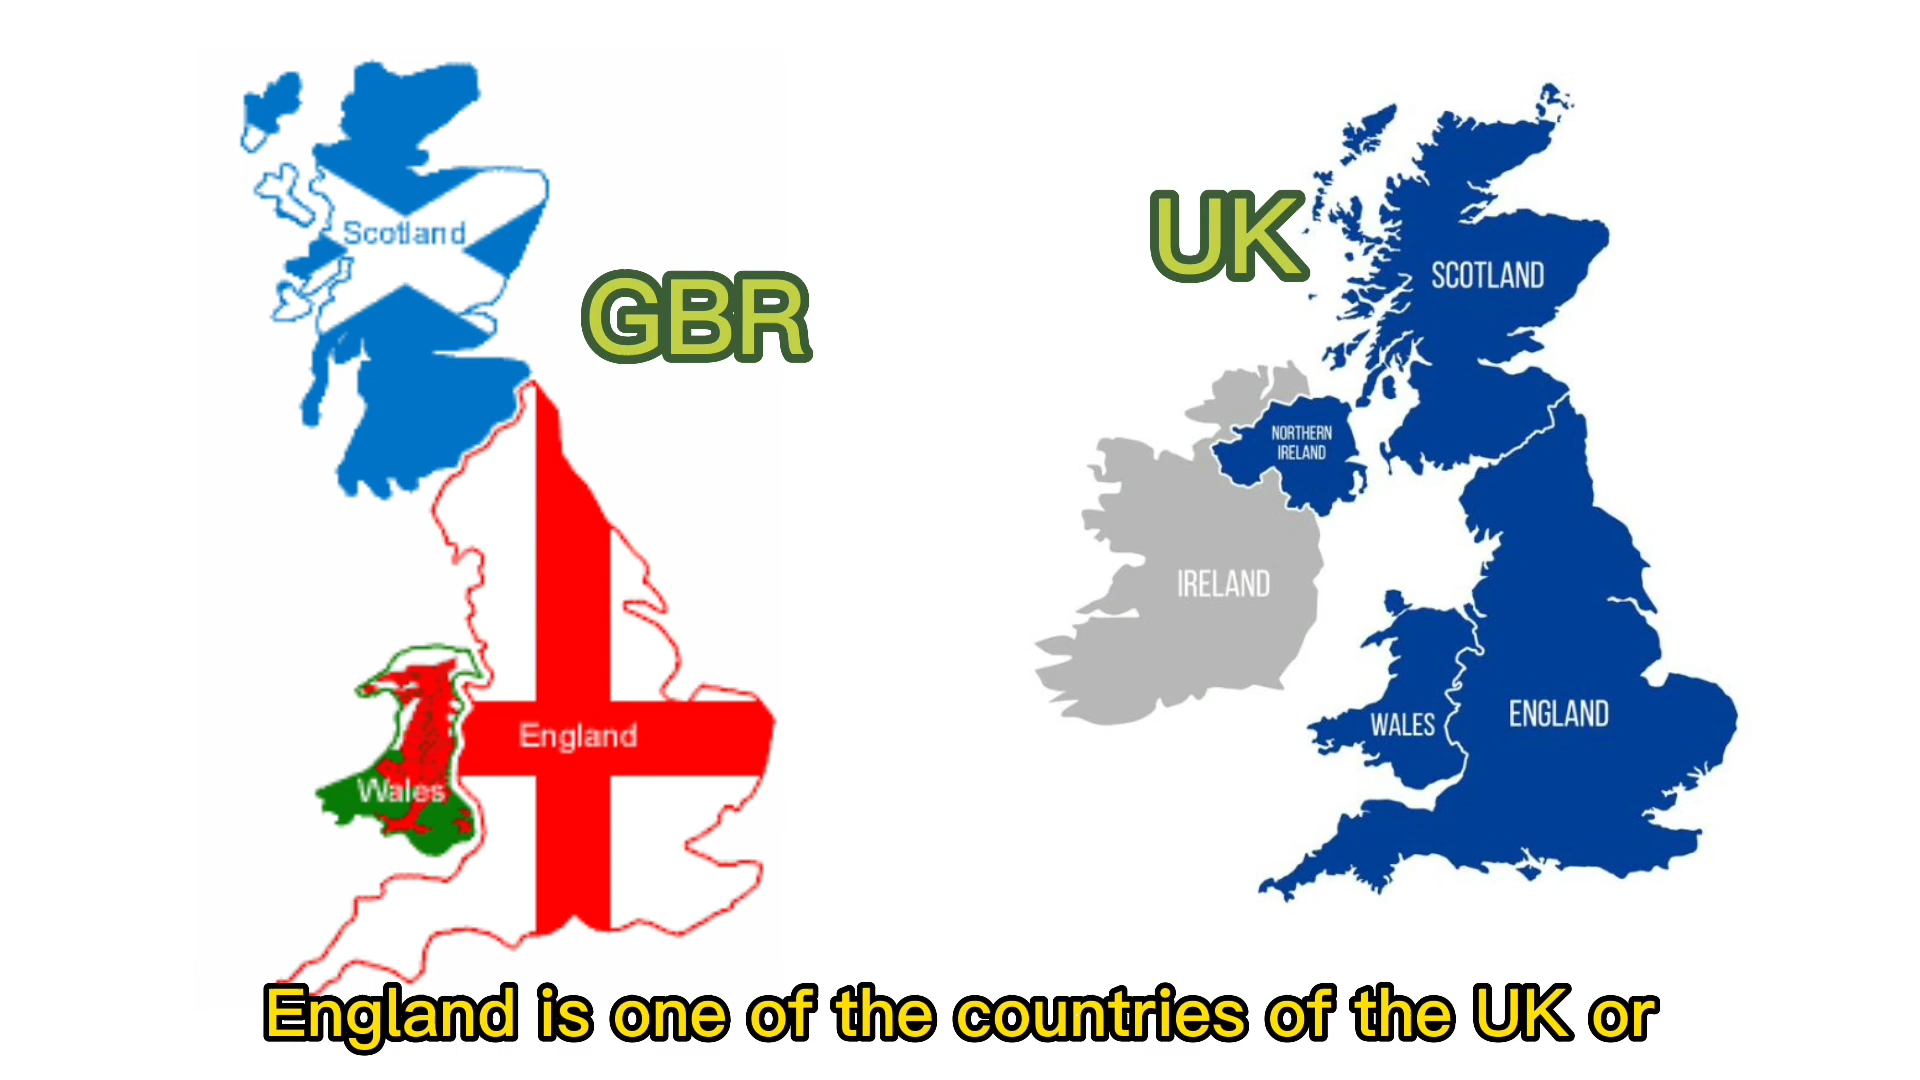 Scotland
GBR
England
Wales
UK
SCOTLAND
NORTHERN
IRELAND
IRELAND
WALES
ENGLAND
England is one of the countries of the UK or